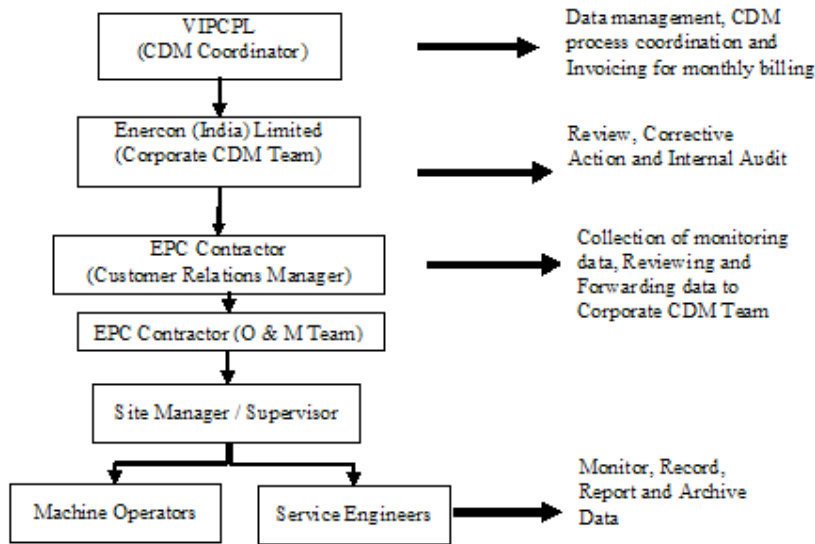 VIPCPL
(CDM Coordinator)
Data management, CDM
process coordination and
Invoicing for monthly billing
Enercon (India) Limited
(Corporate CDM Team)
Review, Corrective
Action and Internal Audit
EPC Contractor
(Customer Relations Manager)
Collection of monitoring
data, Reviewing and
Forwarding data to
Corporate CDM Team
EPC Contractor (O & M Team)
Site Manager / Supervisor
Machine Operators
Service Engineers
Monitor, Record,
Report and Archive
Data